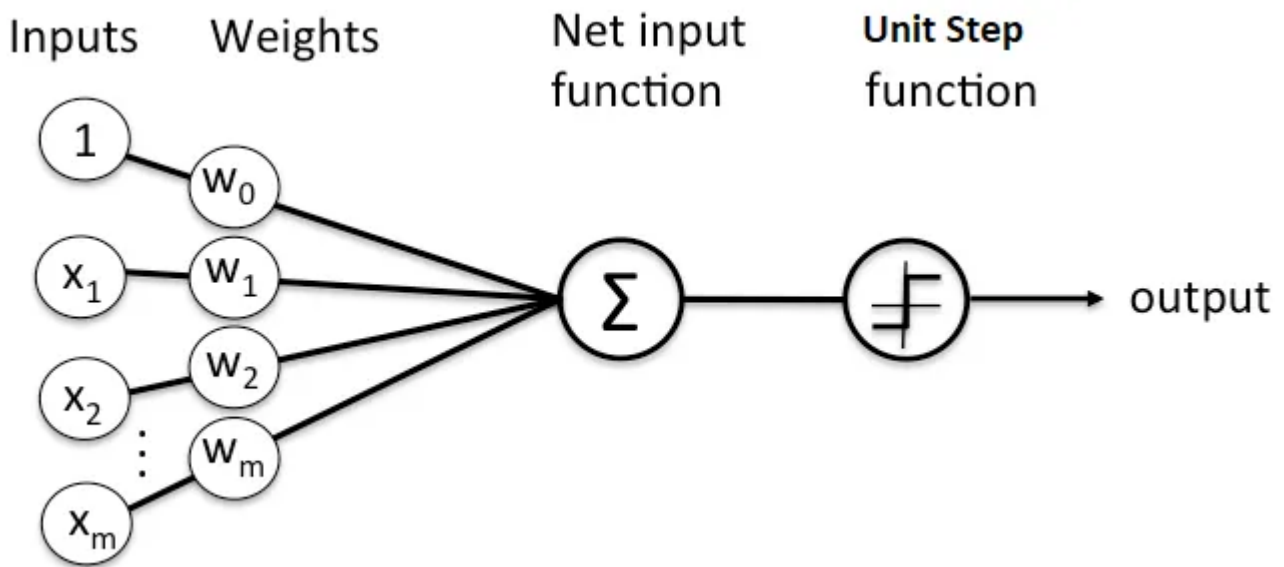 Inputs Weights Net input Unit Step
function function
1
w₀
x₁ w₁
Σ
output
x₂ w₂
⋮
xₘ wₘ